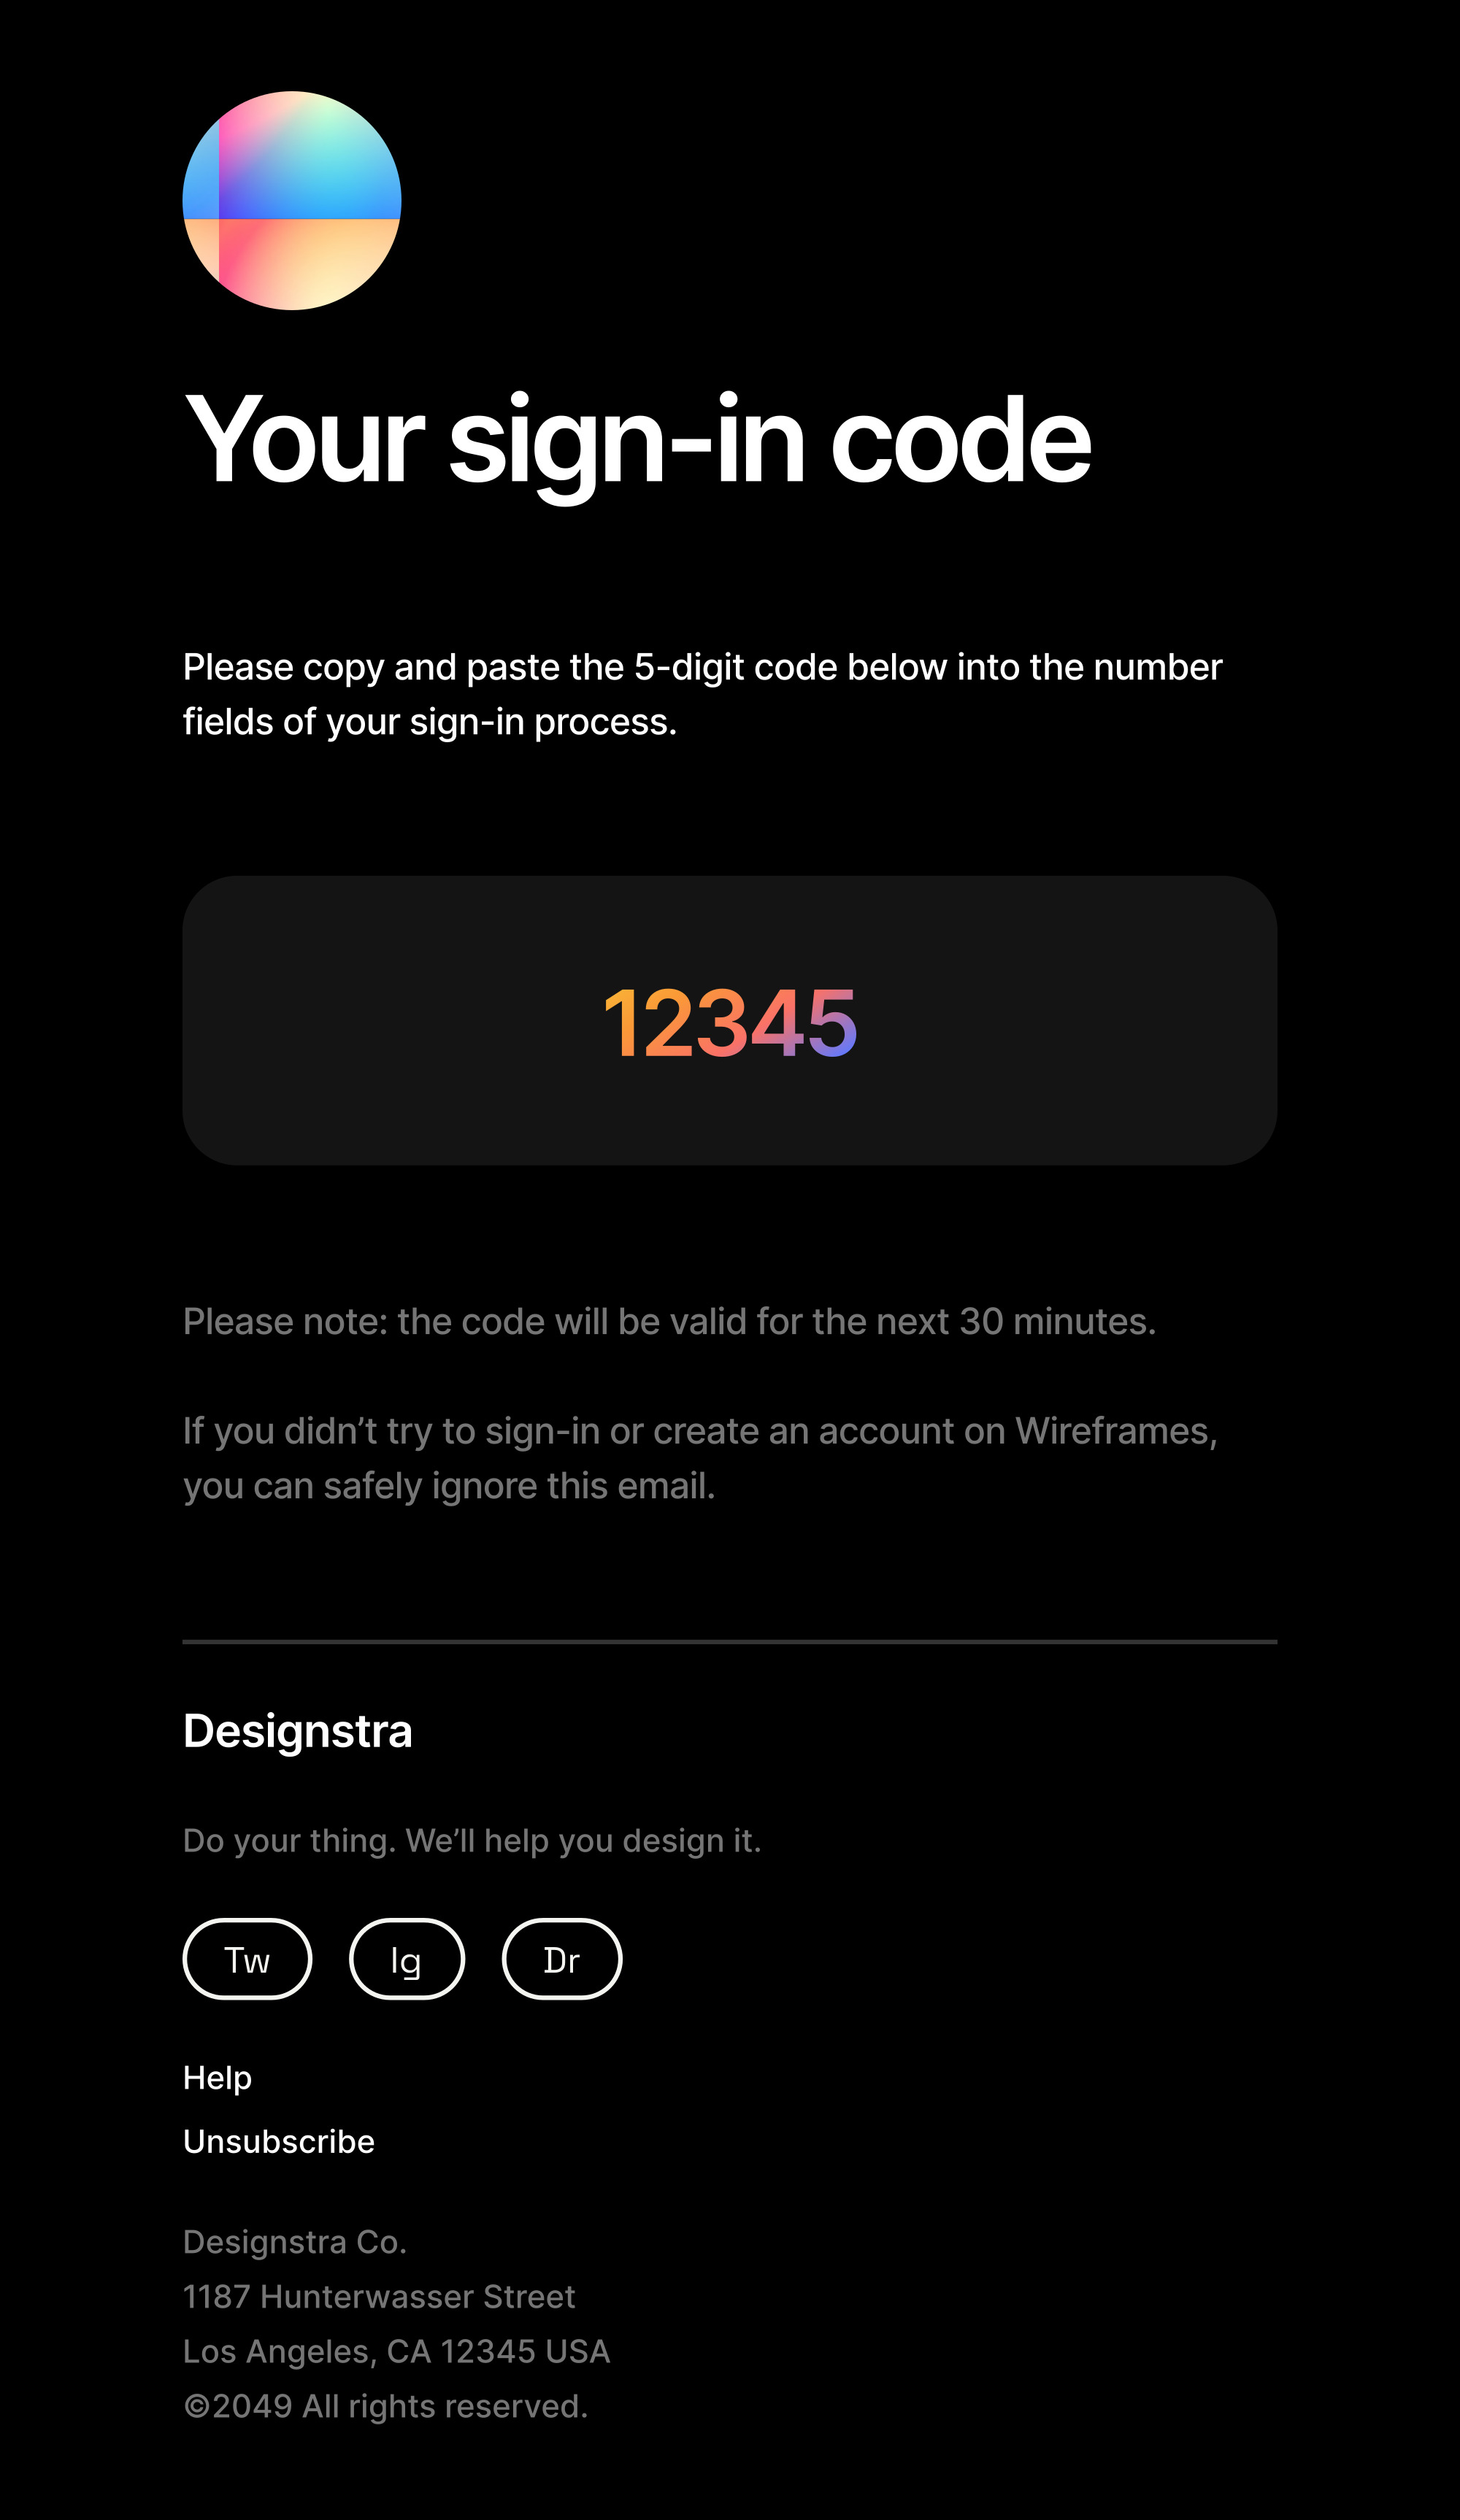 Your sign-in code
Please copy and paste the 5-digit code below into the number
fields of your sign-in process.
12345
Please note: the code will be valid for the next 30 minutes.
If you didn’t try to sign-in or create an account on Wireframes,
you can safely ignore this email.
Designstra
Do your thing. We’ll help you design it.
Tw Ig Dr
Help
Unsubscribe
Designstra Co.
1187 Hunterwasser Street
Los Angeles, CA 12345 USA
©2049 All rights reserved.